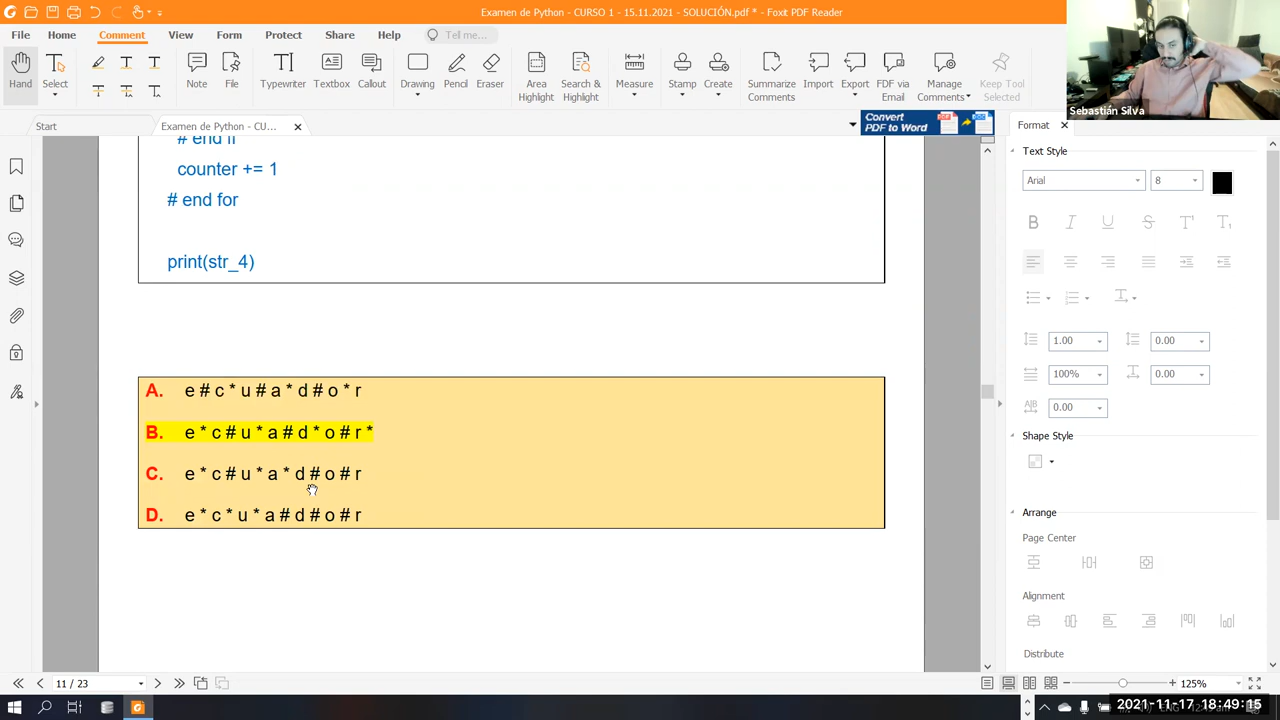 Examen de Python - CURSO 1 - 15.11.2021 - SOLUCIÓN.pdf * - Foxit PDF Reader
File Home Comment View Form Protect Share Help Tell me...
Hand Select Note File Typewriter Textbox Callout Drawing Pencil Eraser Area Highlight Search & Highlight Measure Stamp Create Summarize Comments Import Export FDF via Email Manage Comments Keep Tool Selected
Sebastián Silva
Start Examen de Python - CU...
Convert PDF to Word
Format
Text Style
Arial 8
1.00 0.00
100% 0.00
0.00
Shape Style
Arrange
Page Center
Alignment
Distribute
counter += 1
# end for
print(str_4)
A. e # c * u # a * d # o * r
B. e * c # u * a # d * o # r *
C. e * c # u * a * d # o # r
D. e * c * u * a # d # o # r
11 / 23
125%
2021-11-17 18:49:15